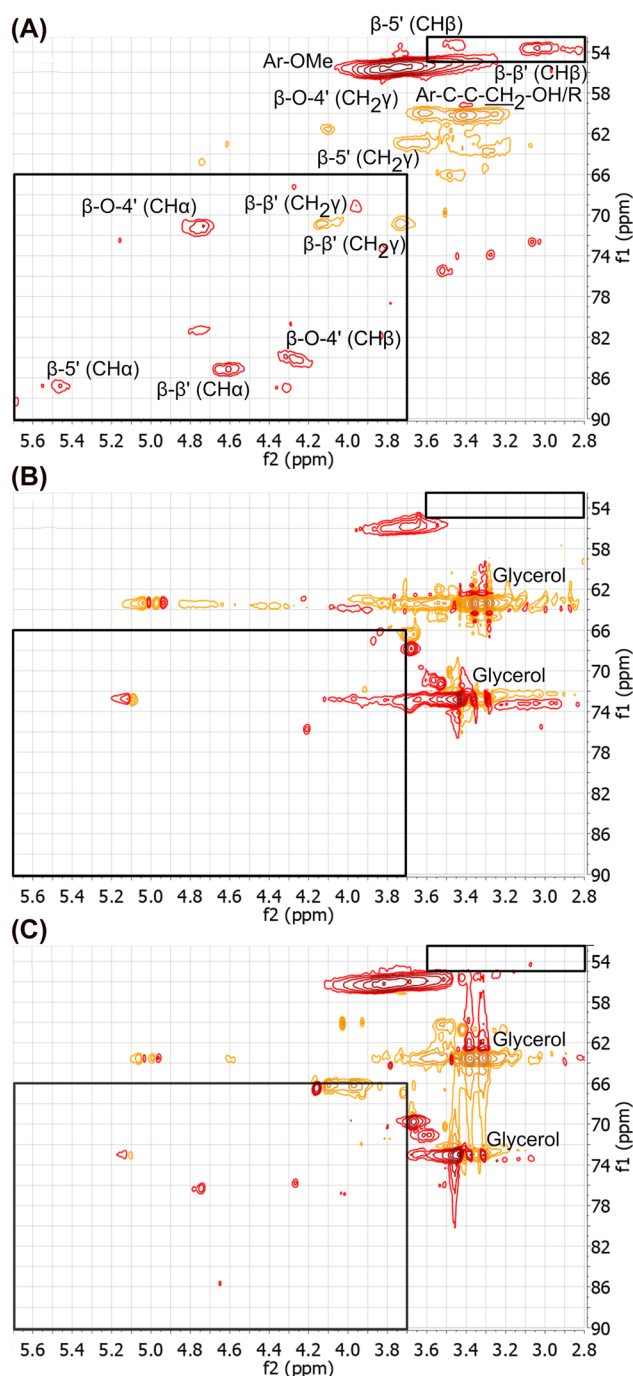 (A)
β-5' (CHβ)
54
Ar-OMe
β-β' (CHβ)
β-O-4' (CH2γ)
Ar-C-C-CH2-OH/R
58
62
β-5' (CH2γ)
66
β-O-4' (CHα)
β-β' (CH2γ)
70
β-β' (CH2γ)
74
78
82
β-O-4' (CHβ)
β-5' (CHα)
β-β' (CHα)
86
90
f1 (ppm)
5.6 5.4 5.2 5.0 4.8 4.6 4.4 4.2 4.0 3.8 3.6 3.4 3.2 3.0 2.8
f2 (ppm)
(B)
54
58
Glycerol
62
66
70
Glycerol
74
78
82
86
90
f1 (ppm)
5.6 5.4 5.2 5.0 4.8 4.6 4.4 4.2 4.0 3.8 3.6 3.4 3.2 3.0 2.8
f2 (ppm)
(C)
54
58
Glycerol
62
66
70
Glycerol
74
78
82
86
90
f1 (ppm)
5.6 5.4 5.2 5.0 4.8 4.6 4.4 4.2 4.0 3.8 3.6 3.4 3.2 3.0 2.8
f2 (ppm)